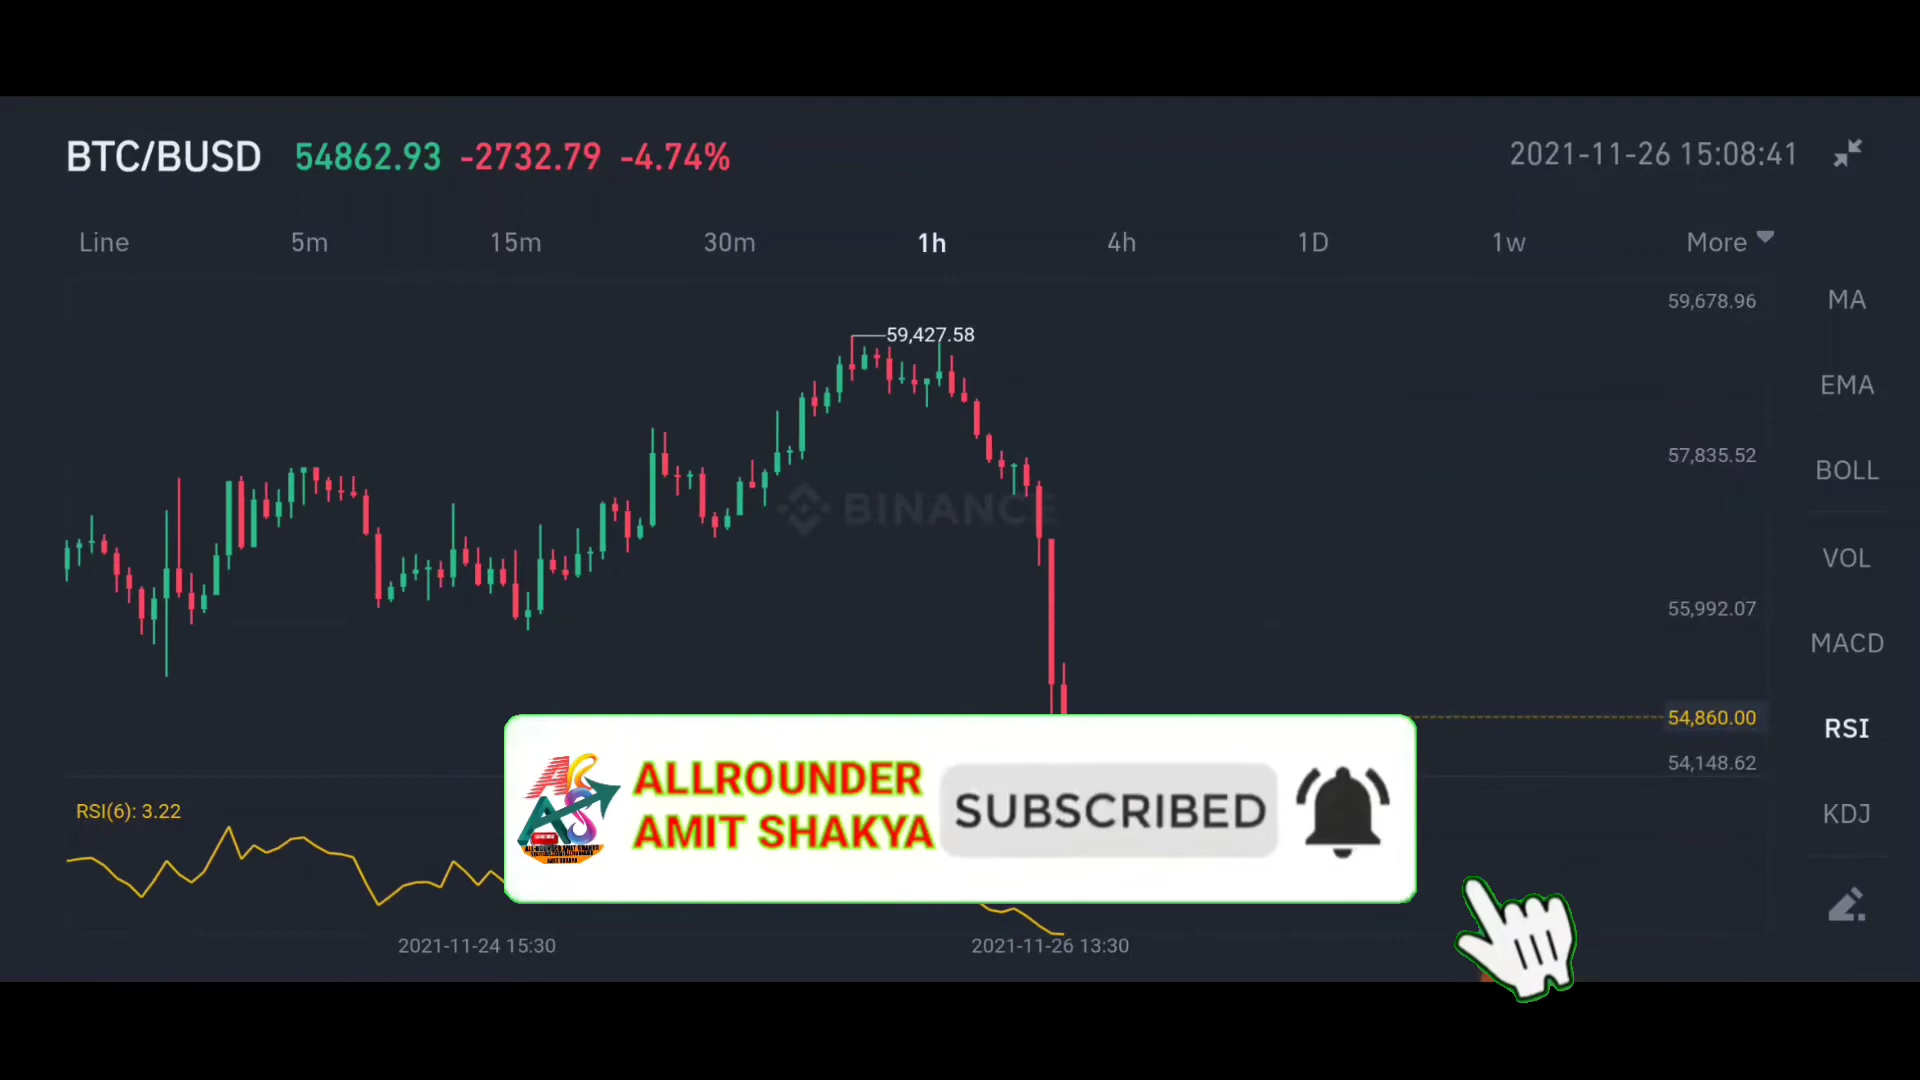 BTC/BUSD 54862.93 -2732.79 -4.74% 2021-11-26 15:08:41
Line 5m 15m 30m 1h 4h 1D 1w More
59,678.96
MA
59,427.58
EMA
57,835.52
BOLL
BINANCE
VOL
55,992.07
MACD
54,860.00
RSI
54,148.62
ALLROUNDER
AMIT SHAKYA
SUBSCRIBED
RSI(6): 3.22
KDJ
2021-11-24 15:30 2021-11-26 13:30